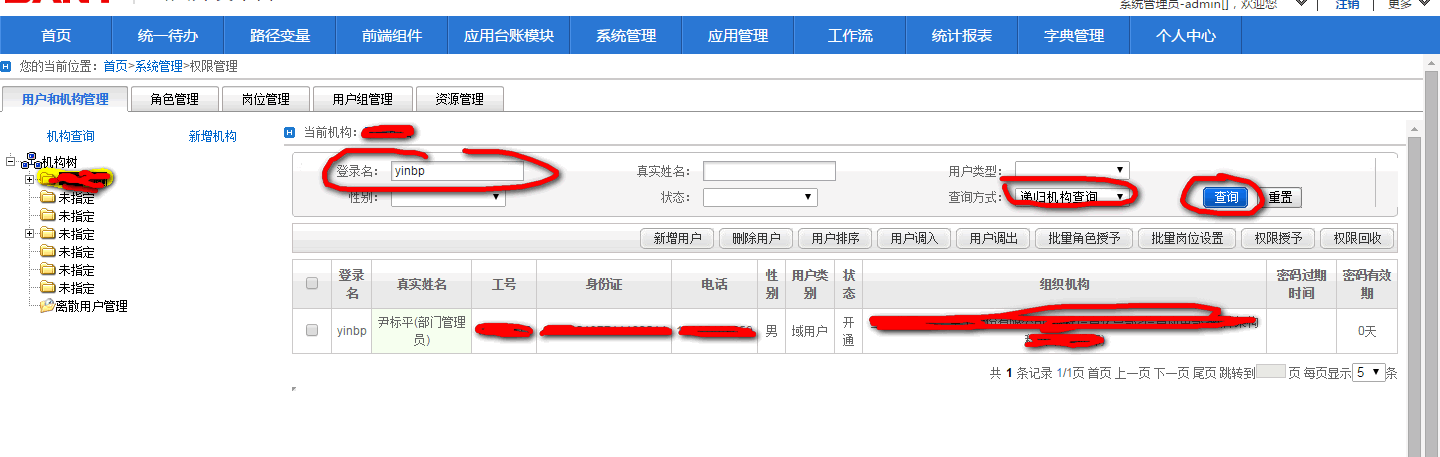 系统管理员-admin[]，欢迎您 注销 更多
首页 统一待办 路径变量 前端组件 应用台账模块 系统管理 应用管理 工作流 统计报表 字典管理 个人中心
您的当前位置：首页>系统管理>权限管理
用户和机构管理 角色管理 岗位管理 用户组管理 资源管理
机构查询 新增机构
机构树
未指定
未指定
未指定
未指定
未指定
未指定
离散用户管理
当前机构：
登录名： yinbp 真实姓名： 用户类型：
性别： 状态： 查询方式： 递归机构查询 查询 重置
新增用户 删除用户 用户排序 用户调入 用户调出 批量角色授予 批量岗位设置 权限授予 权限回收
登录名 真实姓名 工号 身份证 电话 性别 用户类别 状态 组织机构 密码过期时间 密码有效期
yinbp 尹标平(部门管理员) 男 域用户 开通 0天
共 1 条记录 1/1页 首页 上一页 下一页 尾页 跳转到 页 每页显示 5 条